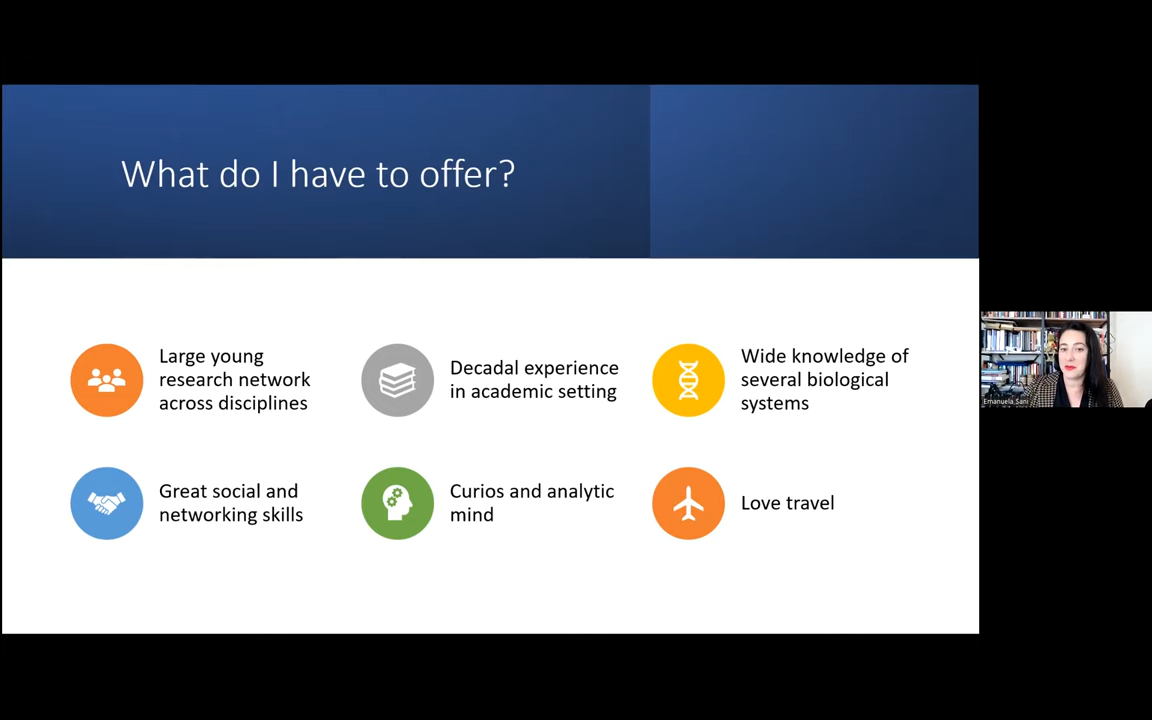 What do I have to offer?
Large young
research network
across disciplines
Decadal experience
in academic setting
Wide knowledge of
several biological
systems
Great social and
networking skills
Curios and analytic
mind
Love travel
Emanuela Sani